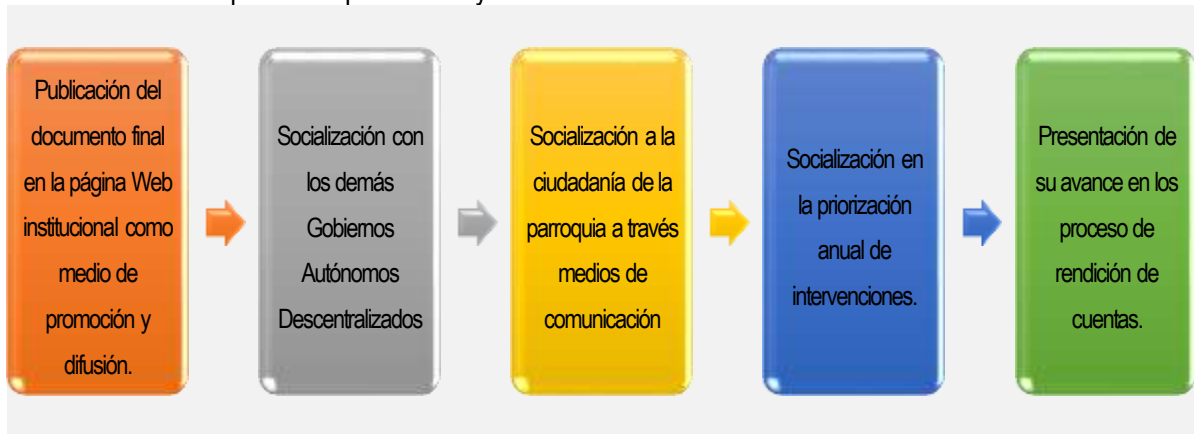 Publicación del
documento final
en la página Web
institucional como
medio de
promoción y
difusión.
Socialización con
los demás
Gobiernos
Autónomos
Descentralizados
Socialización a la
ciudadanía de la
parroquia a través
medios de
comunicación
Socialización en
la priorización
anual de
intervenciones.
Presentación de
su avance en los
proceso de
rendición de
cuentas.